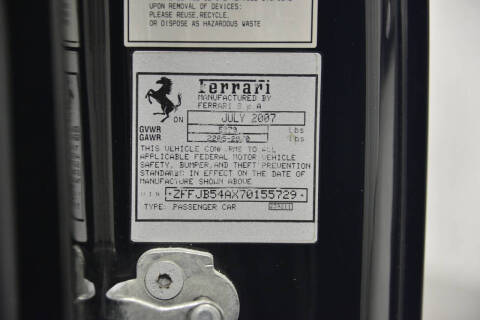 UPON REMOVAL OF DEVICES:
PLEASE REUSE, RECYCLE,
OR DISPOSE AS HAZARDOUS WASTE
Ferrari
MANUFACTURED BY
FERRARI S.p.A
ON JULY 2007
GVWR lbs
GAWR lbs
THIS VEHICLE CONFORMS TO ALL
APPLICABLE FEDERAL MOTOR VEHICLE
SAFETY, BUMPER, AND THEFT PREVENTION
STANDARDS IN EFFECT ON THE DATE OF
MANUFACTURE SHOWN ABOVE
VIN *ZFFJB54AX70155729*
TYPE: PASSENGER CAR